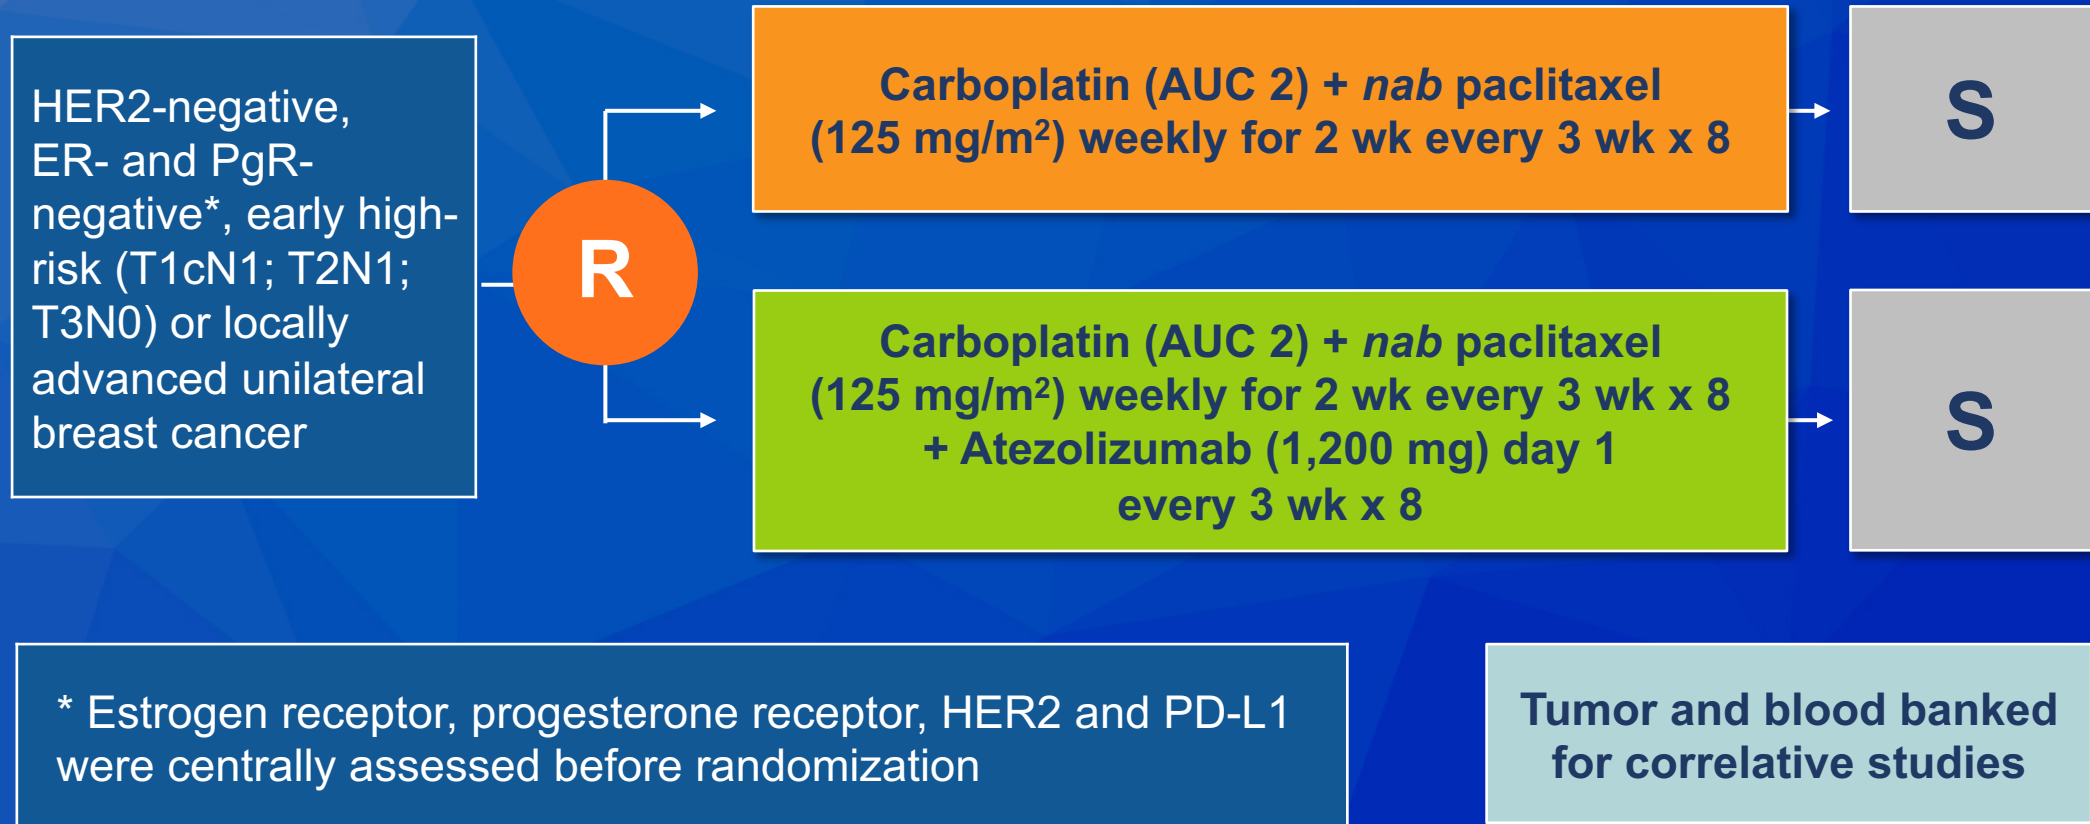 HER2-negative,
ER- and PgR-
negative*, early high-
risk (T1cN1; T2N1;
T3N0) or locally
advanced unilateral
breast cancer
R
Carboplatin (AUC 2) + nab paclitaxel
(125 mg/m²) weekly for 2 wk every 3 wk x 8
S
Carboplatin (AUC 2) + nab paclitaxel
(125 mg/m²) weekly for 2 wk every 3 wk x 8
+ Atezolizumab (1,200 mg) day 1
every 3 wk x 8
S
* Estrogen receptor, progesterone receptor, HER2 and PD-L1
were centrally assessed before randomization
Tumor and blood banked
for correlative studies